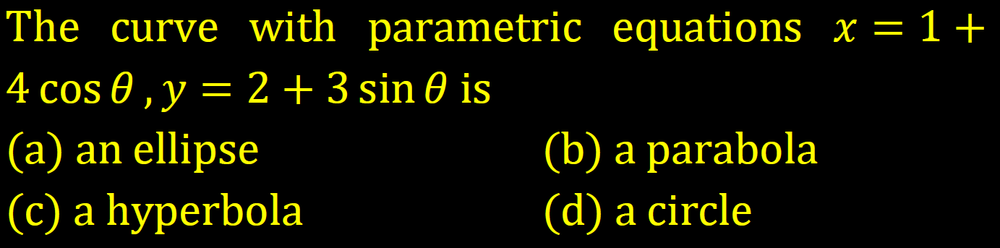 The curve with parametric equations x = 1 +
4 cos θ , y = 2 + 3 sin θ is
(a) an ellipse (b) a parabola
(c) a hyperbola (d) a circle